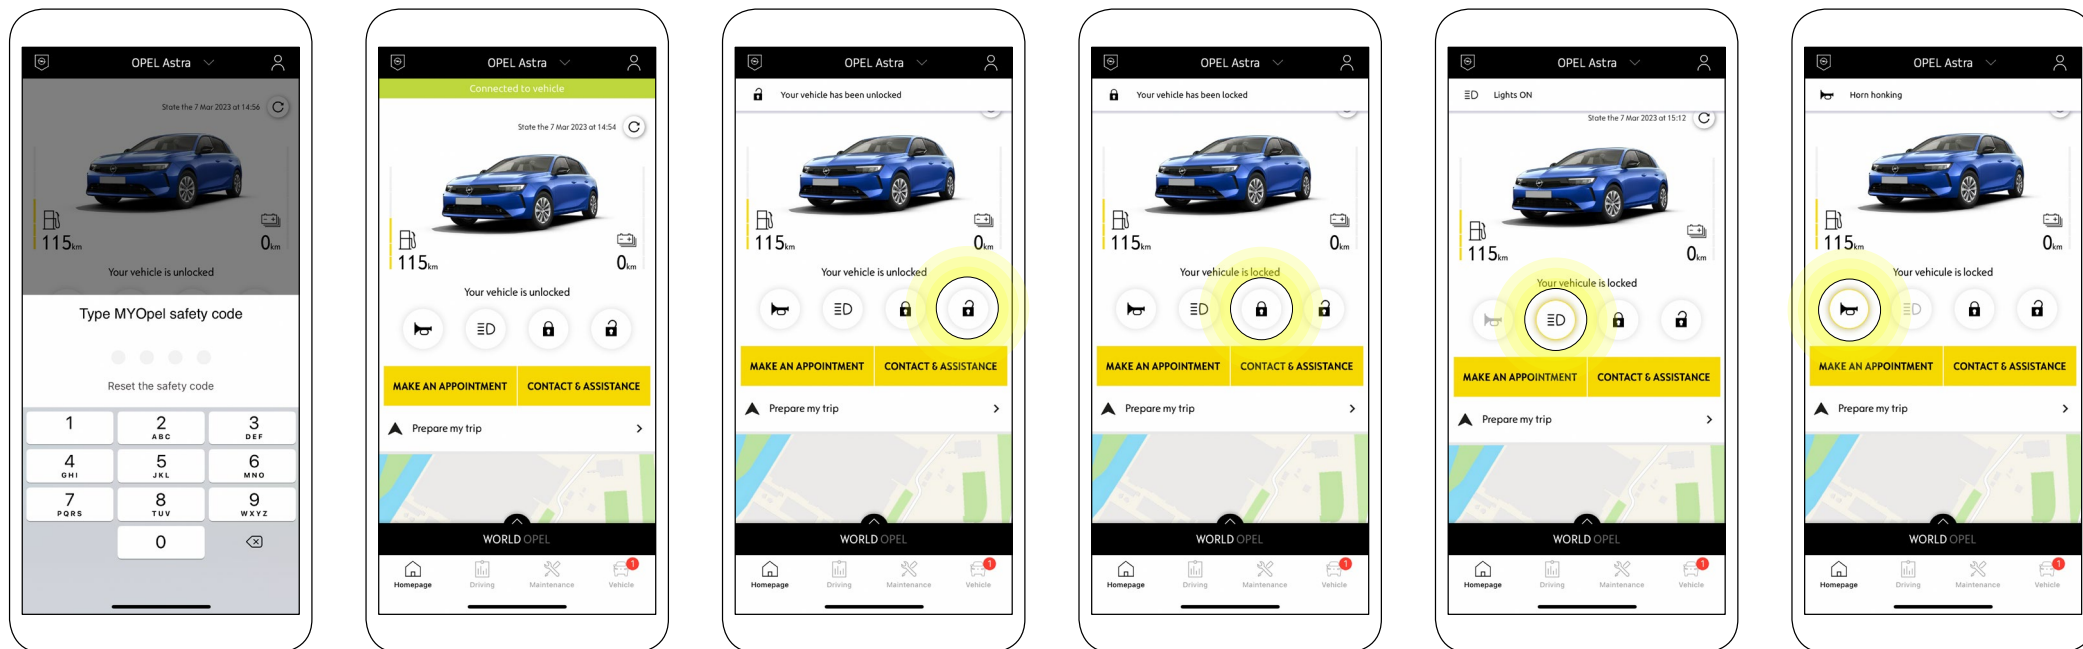 OPEL Astra
State the 7 Mar 2023 at 14:56
115km
0km
Your vehicle is unlocked
Type MYOpel safety code
Reset the safety code
1
2
ABC
3
DEF
4
GHI
5
JKL
6
MNO
7
PQRS
8
TUV
9
WXYZ
0
OPEL Astra
Connected to vehicle
State the 7 Mar 2023 at 14:54
115km
0km
Your vehicle is unlocked
MAKE AN APPOINTMENT
CONTACT & ASSISTANCE
Prepare my trip
WORLD OPEL
1
Homepage
Driving
Maintenance
Vehicle
OPEL Astra
Your vehicle has been unlocked
115km
0km
Your vehicle is unlocked
MAKE AN APPOINTMENT
CONTACT & ASSISTANCE
Prepare my trip
WORLD OPEL
1
Homepage
Driving
Maintenance
Vehicle
OPEL Astra
Your vehicle has been locked
115km
0km
Your vehicule is locked
MAKE AN APPOINTMENT
CONTACT & ASSISTANCE
Prepare my trip
WORLD OPEL
1
Homepage
Driving
Maintenance
Vehicle
OPEL Astra
Lights ON
State the 7 Mar 2023 at 15:12
115km
0km
Your vehicule is locked
MAKE AN APPOINTMENT
CONTACT & ASSISTANCE
Prepare my trip
WORLD OPEL
1
Homepage
Driving
Maintenance
Vehicle
OPEL Astra
Horn honking
115km
0km
Your vehicule is locked
MAKE AN APPOINTMENT
CONTACT & ASSISTANCE
Prepare my trip
WORLD OPEL
1
Homepage
Driving
Maintenance
Vehicle